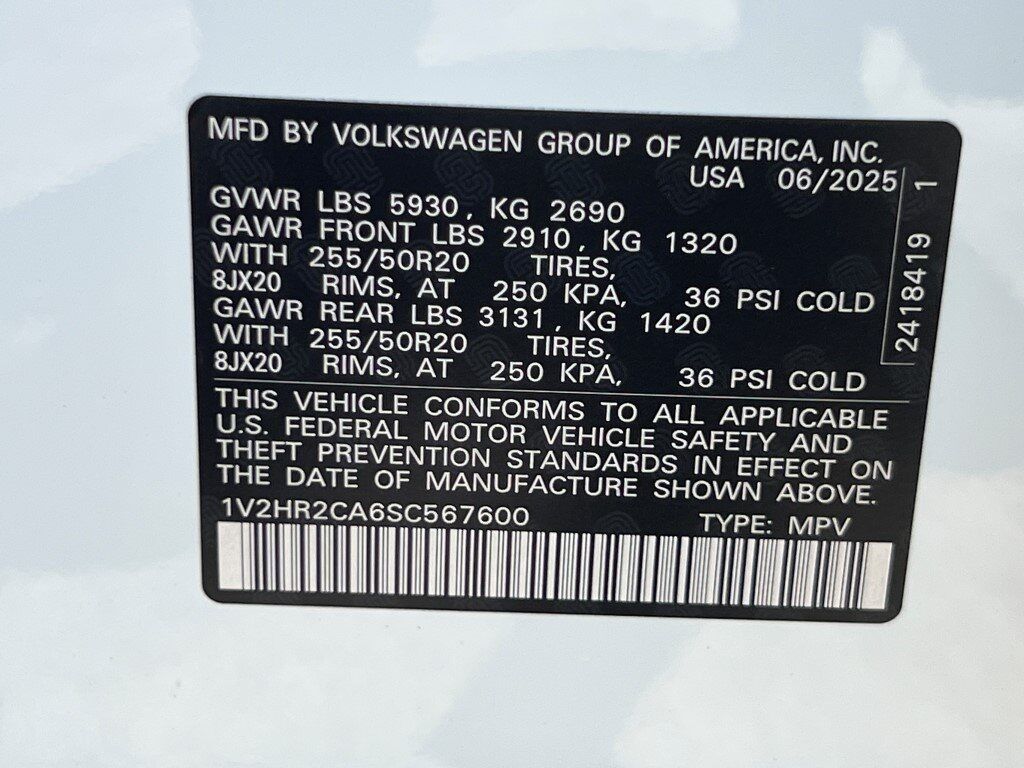 MFD BY VOLKSWAGEN GROUP OF AMERICA, INC.
USA 06/2025
GVWR LBS 5930, KG 2690
GAWR FRONT LBS 2910, KG 1320
WITH 255/50R20 TIRES,
8JX20 RIMS, AT 250 KPA, 36 PSI COLD
GAWR REAR LBS 3131, KG 1420
WITH 255/50R20 TIRES,
8JX20 RIMS, AT 250 KPA, 36 PSI COLD
THIS VEHICLE CONFORMS TO ALL APPLICABLE
U.S. FEDERAL MOTOR VEHICLE SAFETY AND
THEFT PREVENTION STANDARDS IN EFFECT ON
THE DATE OF MANUFACTURE SHOWN ABOVE.
1V2HR2CA6SC567600 TYPE: MPV
2418419 1